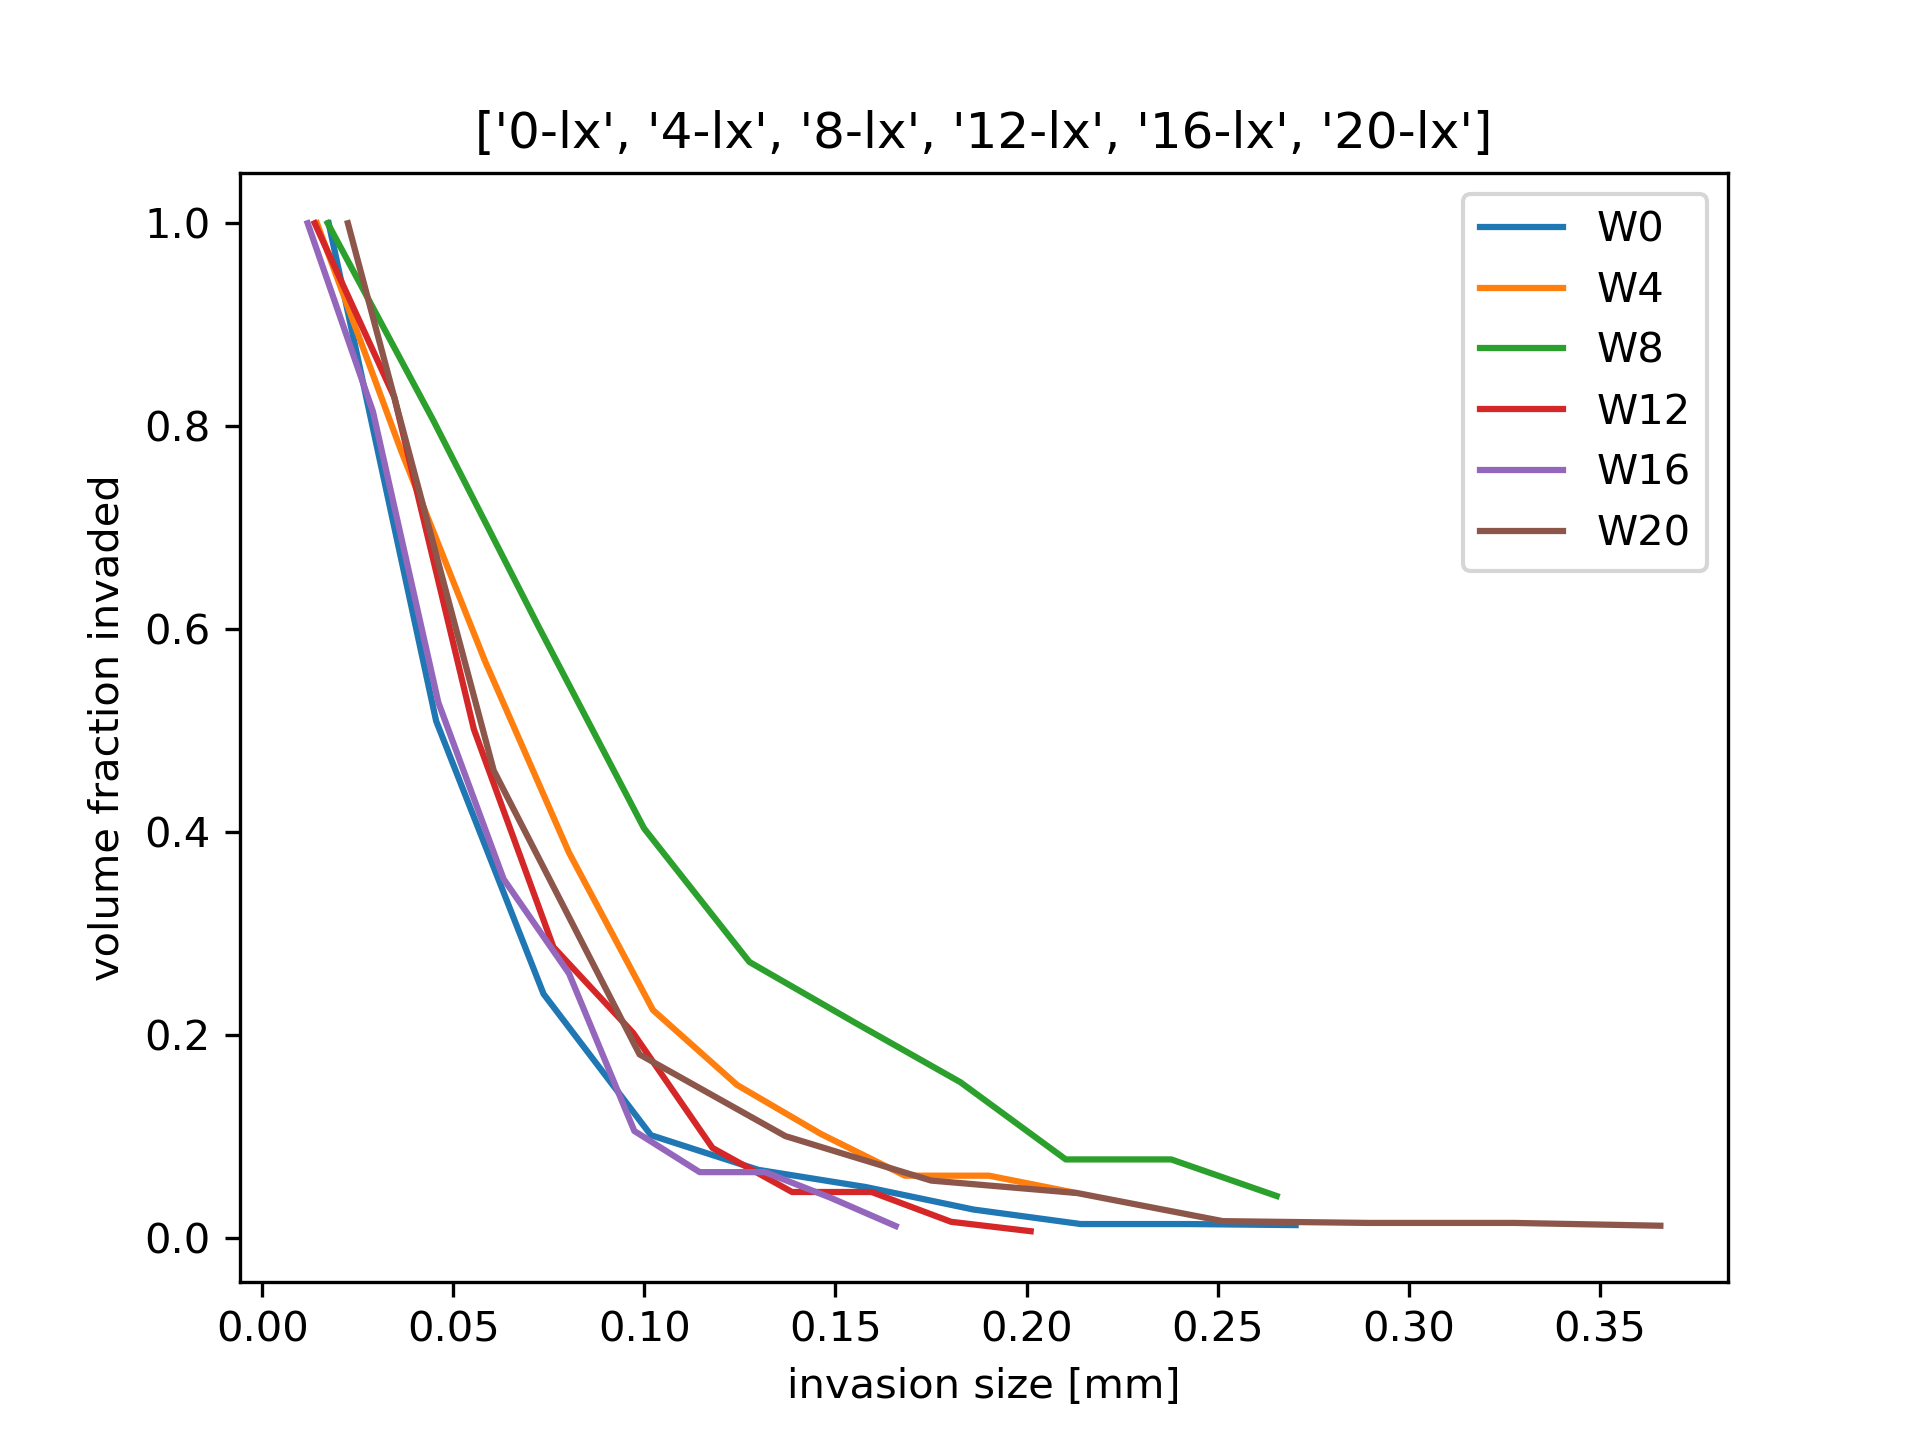 ['0-lx', '4-lx', '8-lx', '12-lx', '16-lx', '20-lx']
W0
W4
W8
W12
W16
W20
volume fraction invaded
1.0
0.8
0.6
0.4
0.2
0.0
0.00 0.05 0.10 0.15 0.20 0.25 0.30 0.35
invasion size [mm]